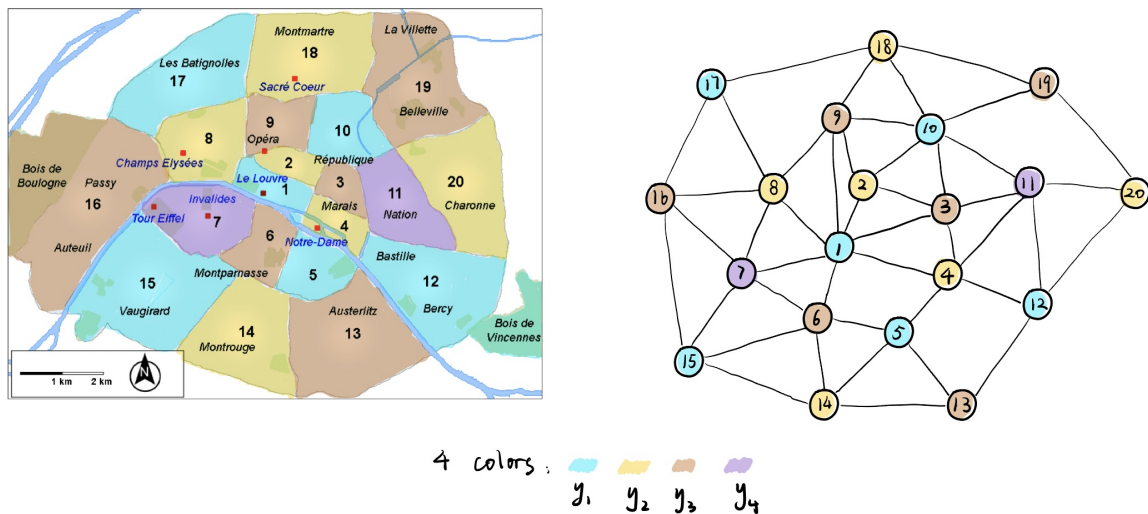 Montmartre
La Villette
18
Les Batignolles
17
Sacré Coeur
19
Belleville
9
Opéra
10
8
Champs Elysées
2
République
Le Louvre
1
3
Marais
11
Nation
20
Charonne
Bois de
Boulogne
Passy
16
Tour Eiffel
Invalides
7
4
Notre-Dame
Auteuil
6
Montparnasse
5
Bastille
12
Bercy
15
Vaugirard
14
Montrouge
Austerlitz
13
Bois de
Vincennes
1 km 2 km
N
18
17
19
9
10
16
8
2
3
11
20
1
7
4
6
5
12
15
14
13
4 colors:
y₁ y₂ y₃ y₄